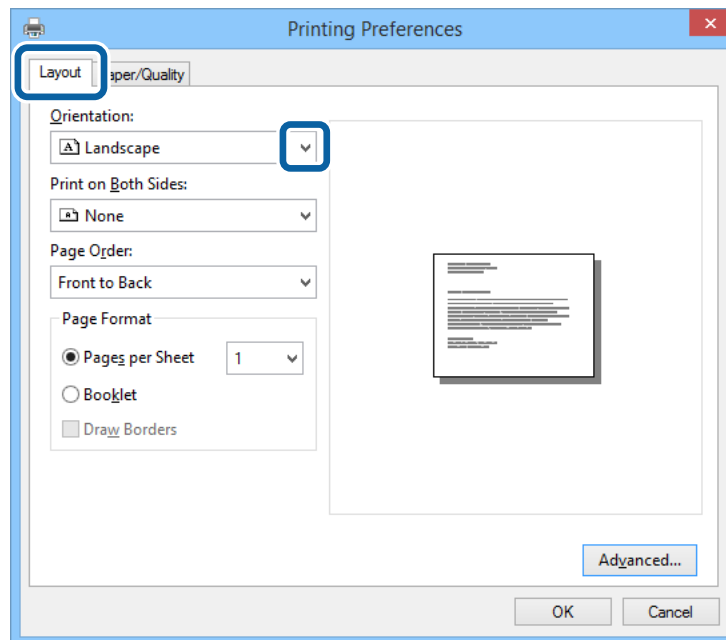 Printing Preferences
Layout
aper/Quality
Orientation:
Landscape
Print on Both Sides:
None
Page Order:
Front to Back
Page Format
Pages per Sheet 1
Booklet
Draw Borders
Advanced...
OK Cancel